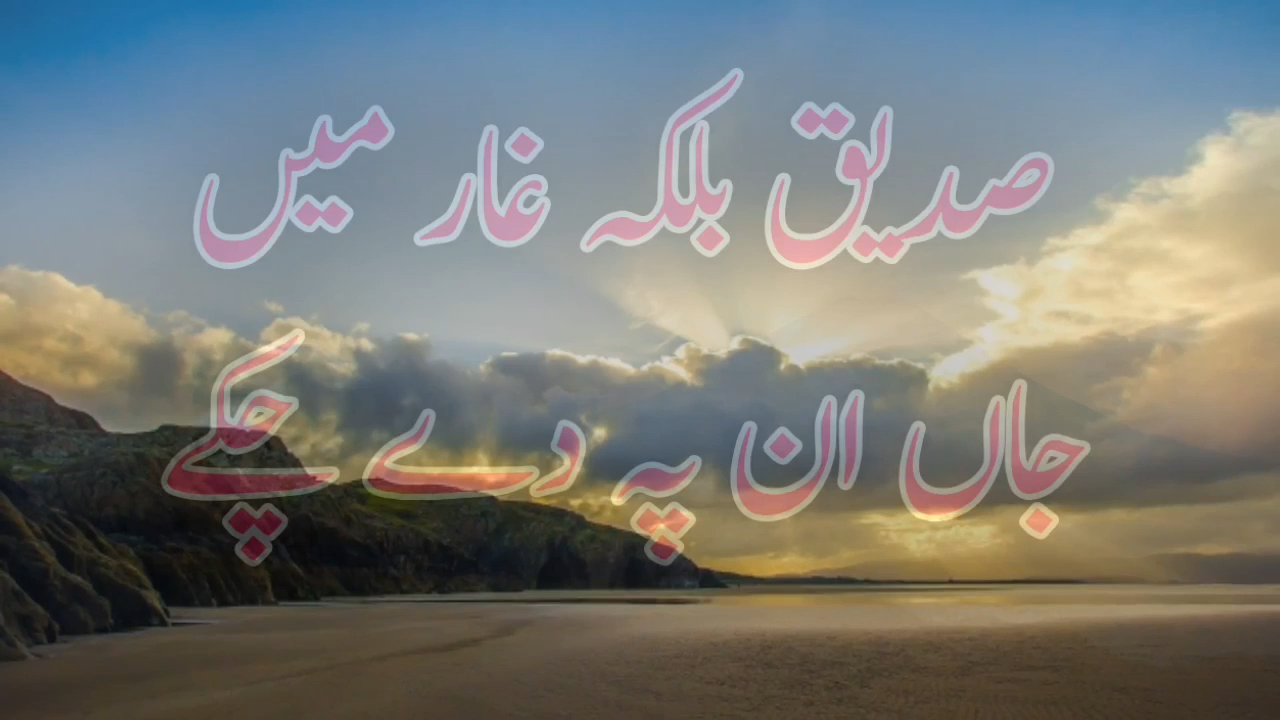 صدیق بلکہ غار میں
جاں ان پہ دے چکے